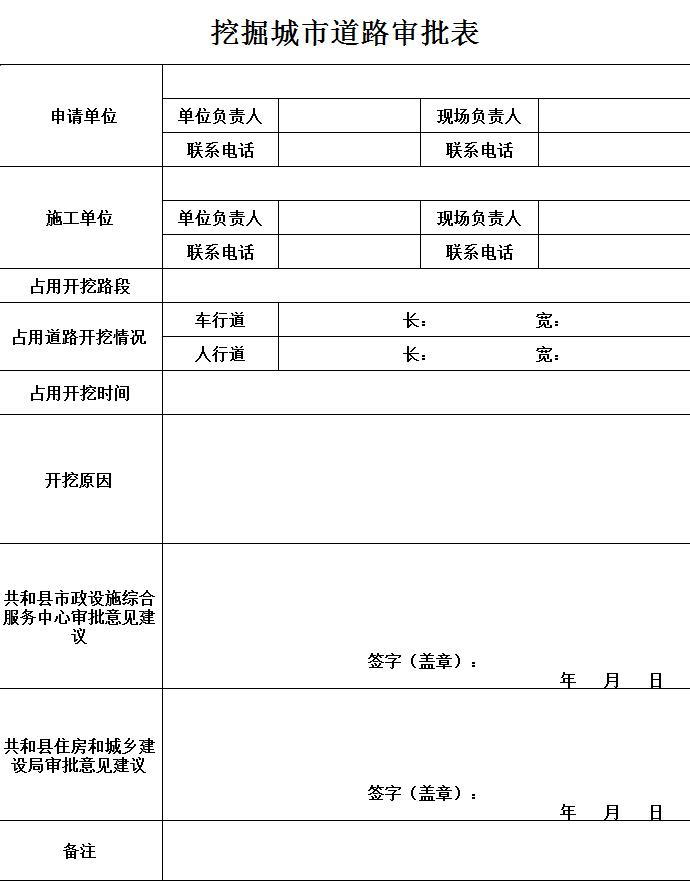 挖掘城市道路审批表
申请单位
单位负责人 现场负责人
联系电话 联系电话
施工单位
单位负责人 现场负责人
联系电话 联系电话
占用开挖路段
占用道路开挖情况
车行道 长： 宽：
人行道 长： 宽：
占用开挖时间
开挖原因
共和县市政设施综合
服务中心审批意见建
议
签字（盖章）：
年 月 日
共和县住房和城乡建
设局审批意见建议
签字（盖章）：
年 月 日
备注